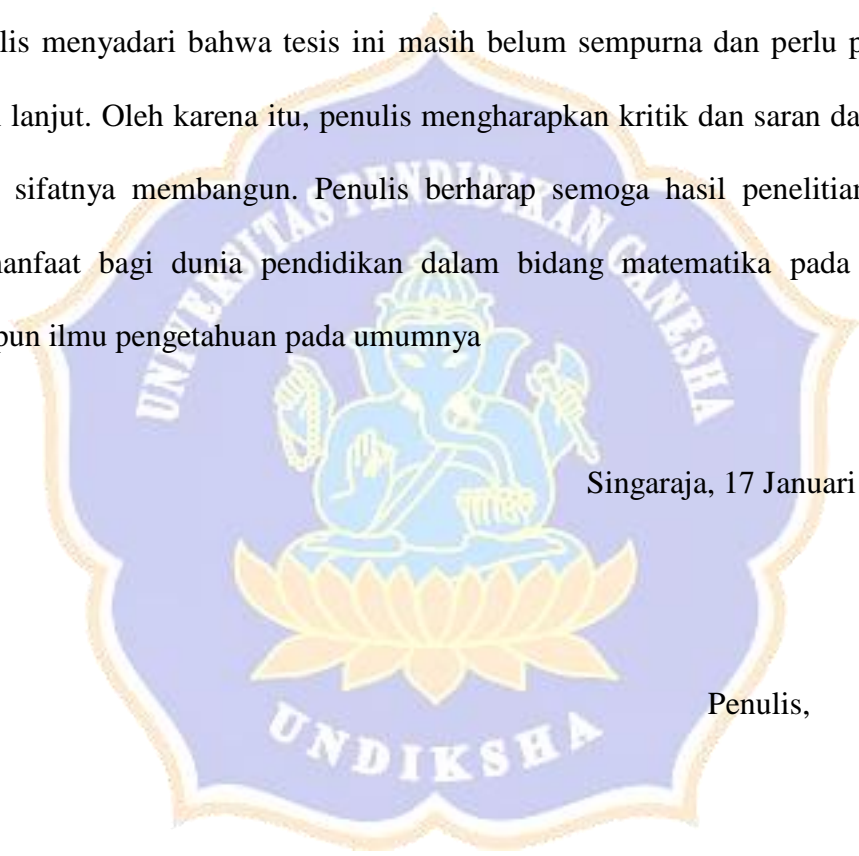 lis menyadari bahwa tesis ini masih belum sempurna dan perlu p
lanjut. Oleh karena itu, penulis mengharapkan kritik dan saran da
sifatnya membangun. Penulis berharap semoga hasil penelitian
anfaat bagi dunia pendidikan dalam bidang matematika pada
pun ilmu pengetahuan pada umumnya
UNIVERSITAS PENDIDIKAN GANESHA
Singaraja, 17 Januari
Penulis,
UNDIKSHA